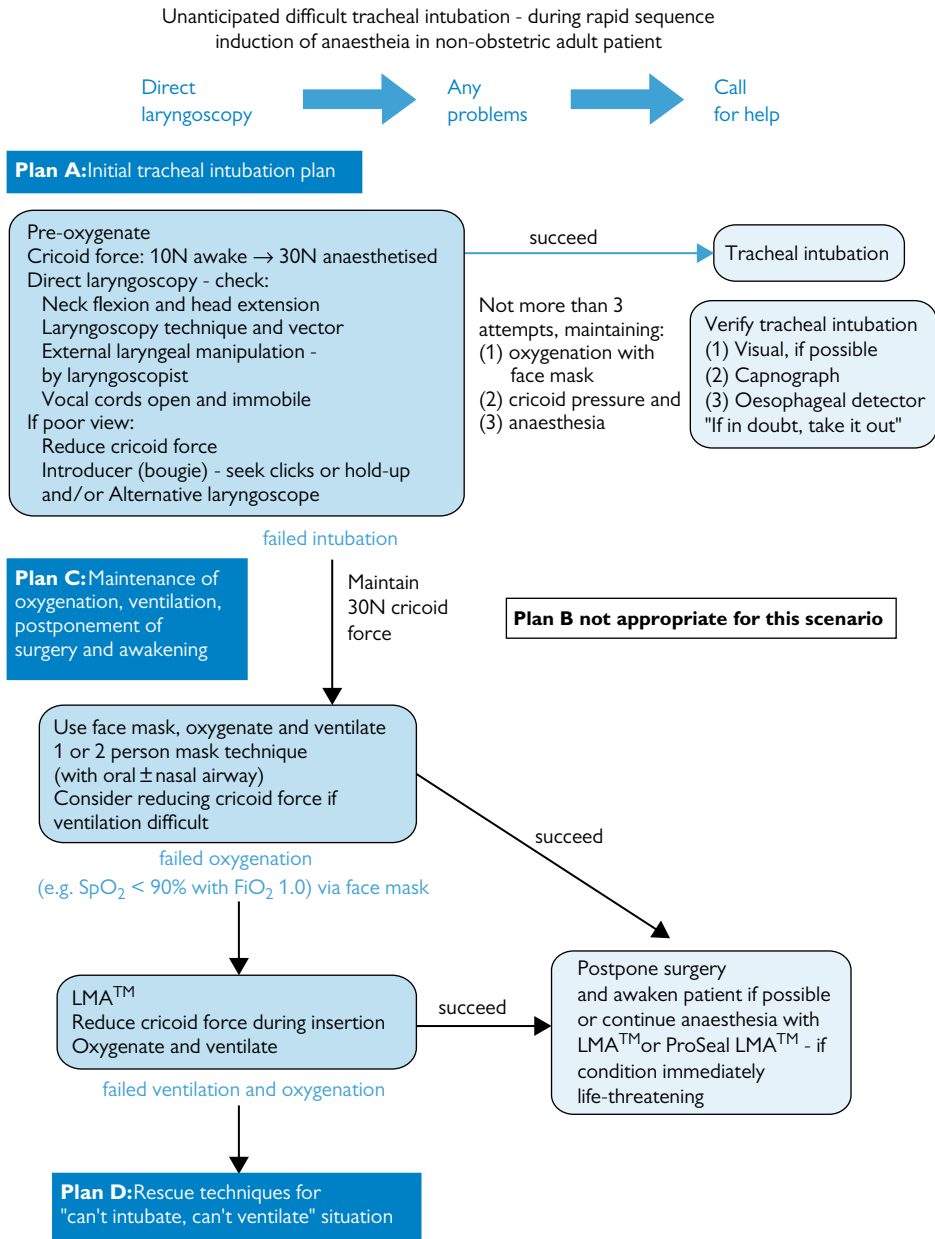 Unanticipated difficult tracheal intubation - during rapid sequence
induction of anaestheia in non-obstetric adult patient
Direct
laryngoscopy
Any
problems
Call
for help
Plan A:Initial tracheal intubation plan
Pre-oxygenate
Cricoid force: 10N awake → 30N anaesthetised
Direct laryngoscopy - check:
Neck flexion and head extension
Laryngoscopy technique and vector
External laryngeal manipulation -
by laryngoscopist
Vocal cords open and immobile
If poor view:
Reduce cricoid force
Introducer (bougie) - seek clicks or hold-up
and/or Alternative laryngoscope
succeed
Not more than 3
attempts, maintaining:
(1) oxygenation with
face mask
(2) cricoid pressure and
(3) anaesthesia
Tracheal intubation
Verify tracheal intubation
(1) Visual, if possible
(2) Capnograph
(3) Oesophageal detector
"If in doubt, take it out"
failed intubation
Plan C:Maintenance of
oxygenation, ventilation,
postponement of
surgery and awakening
Maintain
30N cricoid
force
Plan B not appropriate for this scenario
Use face mask, oxygenate and ventilate
1 or 2 person mask technique
(with oral ± nasal airway)
Consider reducing cricoid force if
ventilation difficult
succeed
failed oxygenation
(e.g. SpO₂ < 90% with FiO₂ 1.0) via face mask
LMA™
Reduce cricoid force during insertion
Oxygenate and ventilate
succeed
Postpone surgery
and awaken patient if possible
or continue anaesthesia with
LMA™or ProSeal LMA™ - if
condition immediately
life-threatening
failed ventilation and oxygenation
Plan D:Rescue techniques for
"can't intubate, can't ventilate" situation